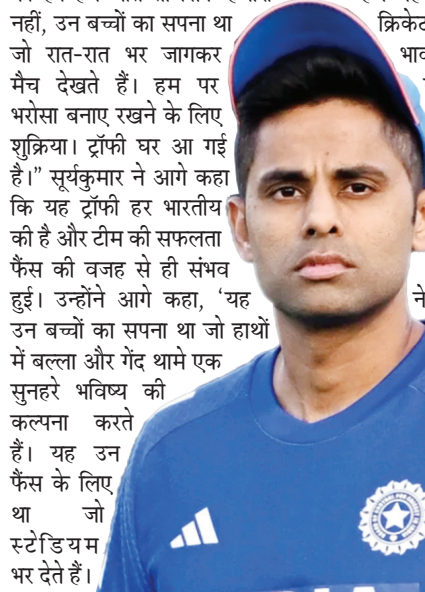 नहीं, उन बच्चों का सपना था
जो रात-रात भर जागकर
मैच देखते हैं। हम पर
भरोसा बनाए रखने के लिए
शुक्रिया। ट्रॉफी घर आ गई
है।” सूर्यकुमार ने आगे कहा
कि यह ट्रॉफी हर भारतीय
की है और टीम की सफलता
फैंस की वजह से ही संभव
हुई। उन्होंने आगे कहा, ‘यह
उन बच्चों का सपना था जो हाथों
में बल्ला और गेंद थामे एक
सुनहरे भविष्य की
कल्पना करते
हैं। यह उन
फैंस के लिए
था जो
स्टेडियम
भर देते हैं।
ने